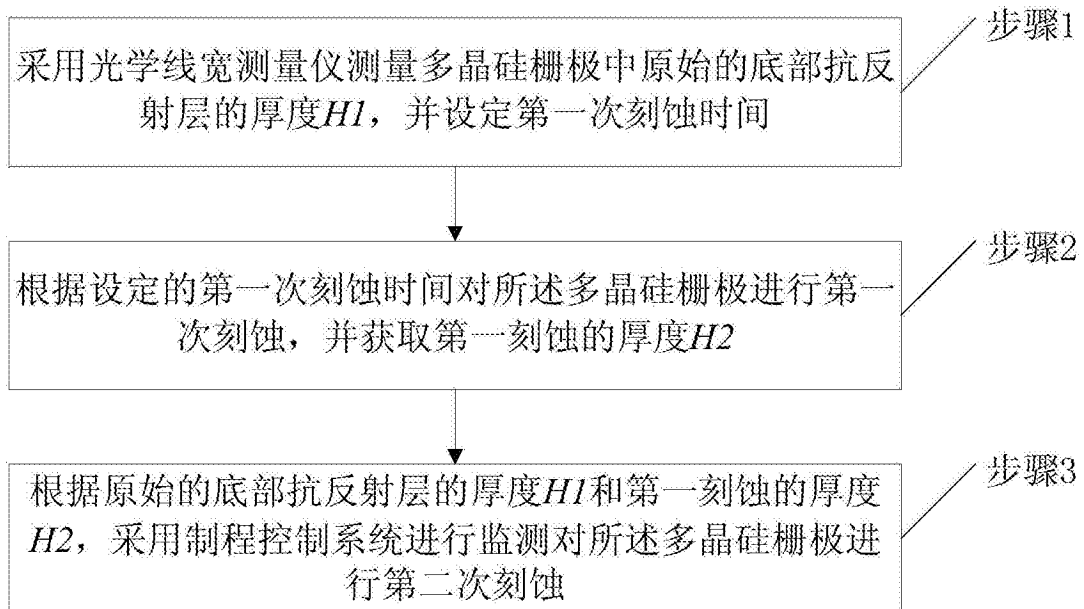 步骤1
采用光学线宽测量仪测量多晶硅栅极中原始的底部抗反
射层的厚度H1，并设定第一次刻蚀时间
步骤2
根据设定的第一次刻蚀时间对所述多晶硅栅极进行第一
次刻蚀，并获取第一刻蚀的厚度H2
步骤3
根据原始的底部抗反射层的厚度H1和第一刻蚀的厚度
H2，采用制程控制系统进行监测对所述多晶硅栅极进
行第二次刻蚀